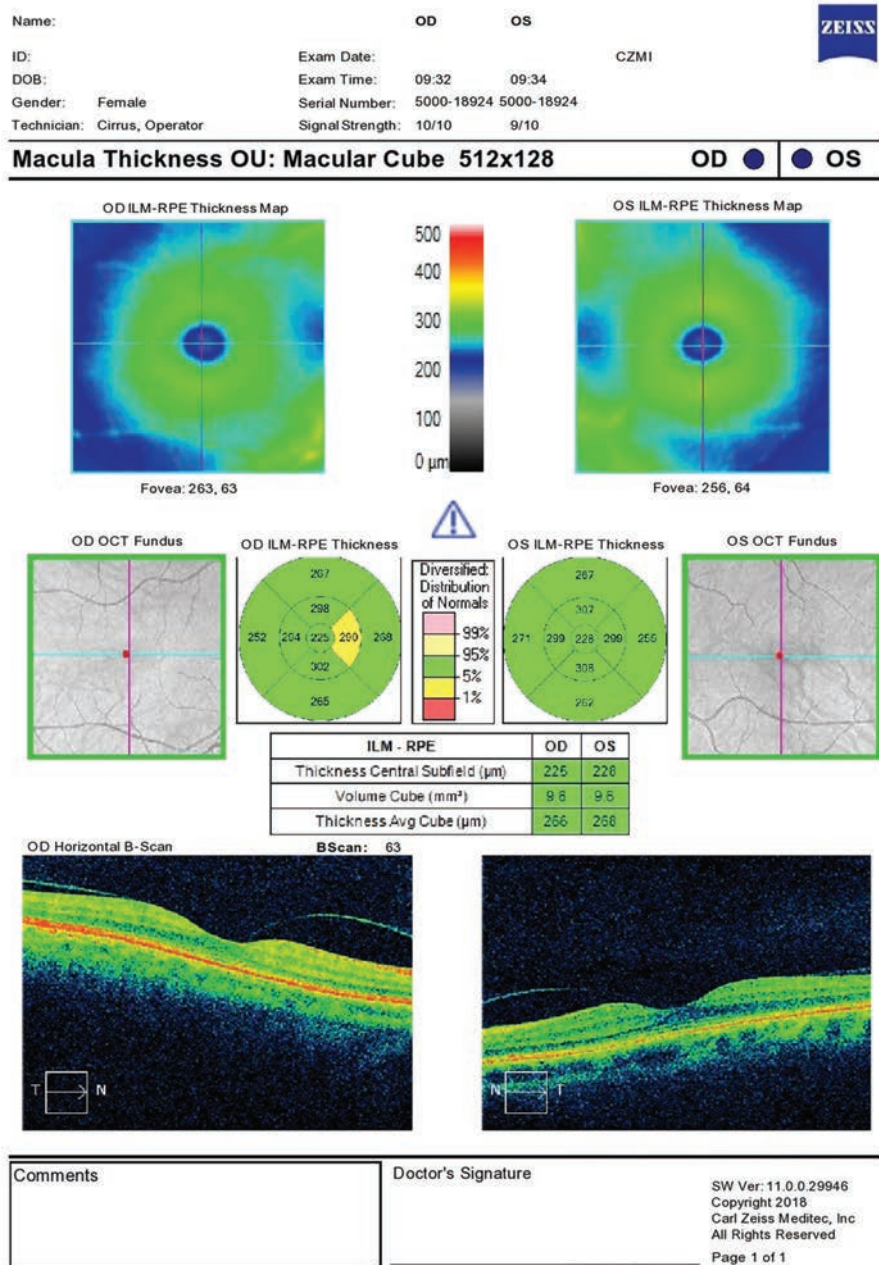 Name: OD OS
ZEISS
ID: Exam Date: CZMI
DOB: Exam Time: 09:32 09:34
Gender: Female Serial Number: 5000-18924 5000-18924
Technician: Cirrus, Operator Signal Strength: 10/10 9/10
Macula Thickness OU: Macular Cube 512x128 OD OS
OD ILM-RPE Thickness Map
500
400
300
200
100
0 µm
OS ILM-RPE Thickness Map
Fovea: 263, 63
Fovea: 256, 64
OD OCT Fundus
OD ILM-RPE Thickness
267
298
252 294 225 290 268
302
265
Diversified:
Distribution
of Normals
99%
95%
5%
1%
OS ILM-RPE Thickness
267
307
271 299 228 299
262
OS OCT Fundus
ILM - RPE OD OS
Thickness Central Subfield (µm) 225 228
Volume Cube (mm³) 9.6 9.6
Thickness Avg Cube (µm) 266 268
OD Horizontal B-Scan BScan: 63
T N
N T
Comments
Doctor's Signature
SW Ver: 11.0.0.29946
Copyright 2018
Carl Zeiss Meditec, Inc
All Rights Reserved
Page 1 of 1